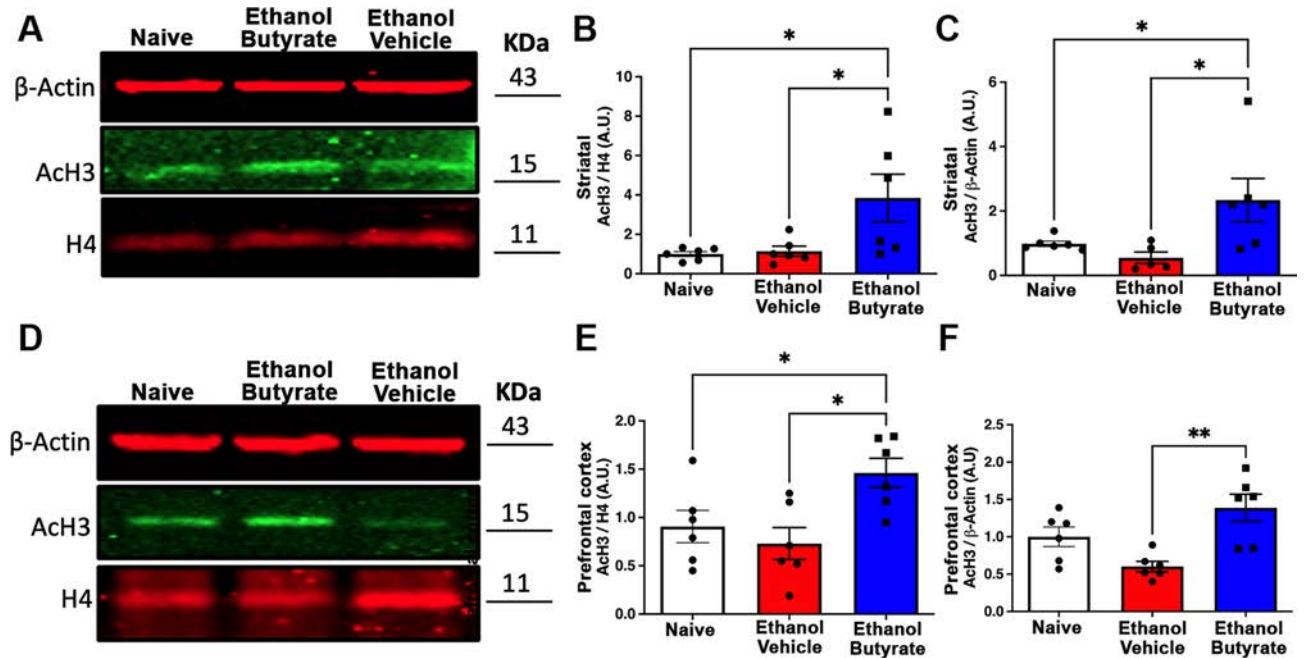 A
Naive
Ethanol
Butyrate
Ethanol
Vehicle
KDa
β-Actin
43
AcH3
15
H4
11
B
Striatal
AcH3 / H4 (A.U.)
10
8
6
4
2
0
*
*
Naive
Ethanol
Vehicle
Ethanol
Butyrate
C
Striatal
AcH3 / β-Actin (A.U.)
6
4
2
0
*
*
Naive
Ethanol
Vehicle
Ethanol
Butyrate
D
Naive
Ethanol
Butyrate
Ethanol
Vehicle
KDa
β-Actin
43
AcH3
15
H4
11
E
Prefrontal cortex
AcH3 / H4 (A.U.)
2.0
1.5
1.0
0.5
0.0
*
*
Naive
Ethanol
Vehicle
Ethanol
Butyrate
F
Prefrontal cortex
AcH3 / β-Actin (A.U)
2.5
2.0
1.5
1.0
0.5
0.0
**
Naive
Ethanol
Vehicle
Ethanol
Butyrate